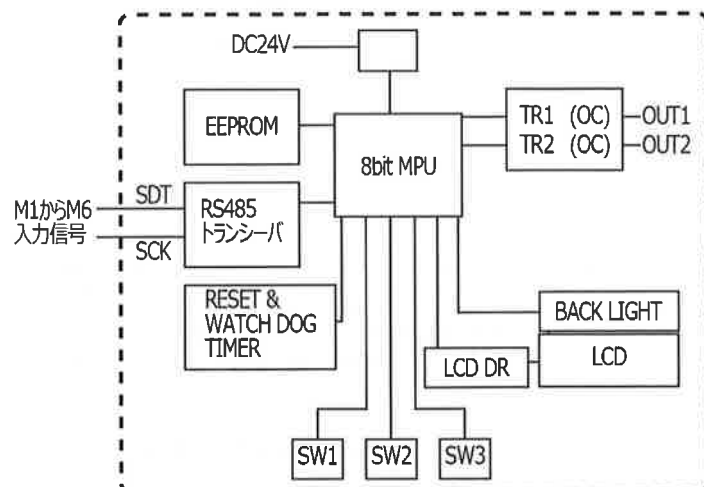 DC24V
EEPROM
8bit MPU
TR1 (OC)
OUT1
TR2 (OC)
OUT2
M1からM6
入力信号
SDT
SCK
RS485
トランシーバ
RESET &
WATCH DOG
TIMER
BACK LIGHT
LCD DR
LCD
SW1
SW2
SW3